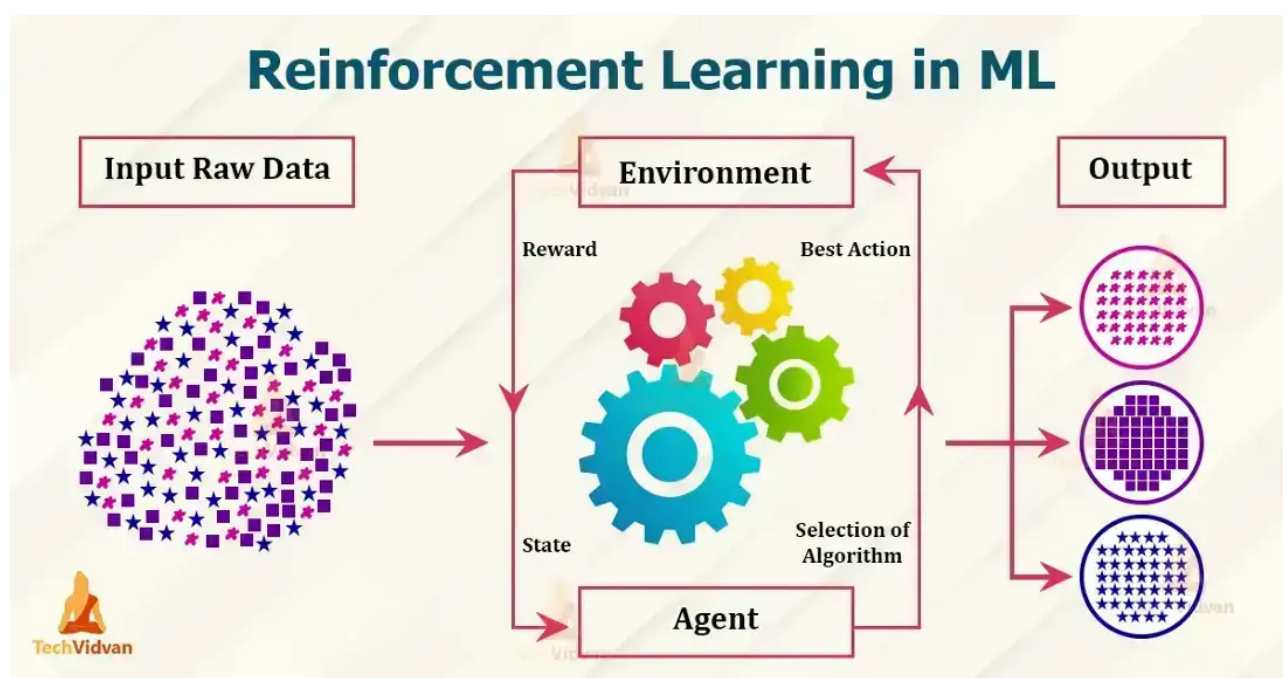 Reinforcement Learning in ML
Input Raw Data
Environment
Output
Reward
Best Action
State
Selection of
Algorithm
Agent
TechVidvan